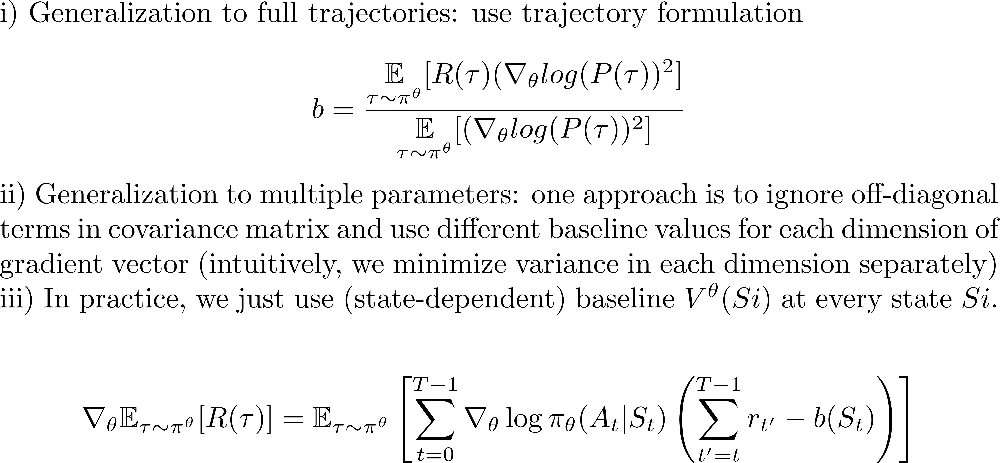 i) Generalization to full trajectories: use trajectory formulation
b = \frac{\underset{\tau \sim \pi^\theta}{\mathbb{E}} [R(\tau)(\nabla_\theta log(P(\tau))^2]}{\underset{\tau \sim \pi^\theta}{\mathbb{E}} [(\nabla_\theta log(P(\tau))^2]}
ii) Generalization to multiple parameters: one approach is to ignore off-diagonal
terms in covariance matrix and use different baseline values for each dimension of
gradient vector (intuitively, we minimize variance in each dimension separately)
iii) In practice, we just use (state-dependent) baseline V^\theta(Si) at every state Si.
\nabla_\theta \mathbb{E}_{\tau \sim \pi^\theta} [R(\tau)] = \mathbb{E}_{\tau \sim \pi^\theta} \left[ \sum_{t=0}^{T-1} \nabla_\theta \log \pi_\theta(A_t|S_t) \left( \sum_{t'=t}^{T-1} r_{t'} - b(S_t) \right) \right]